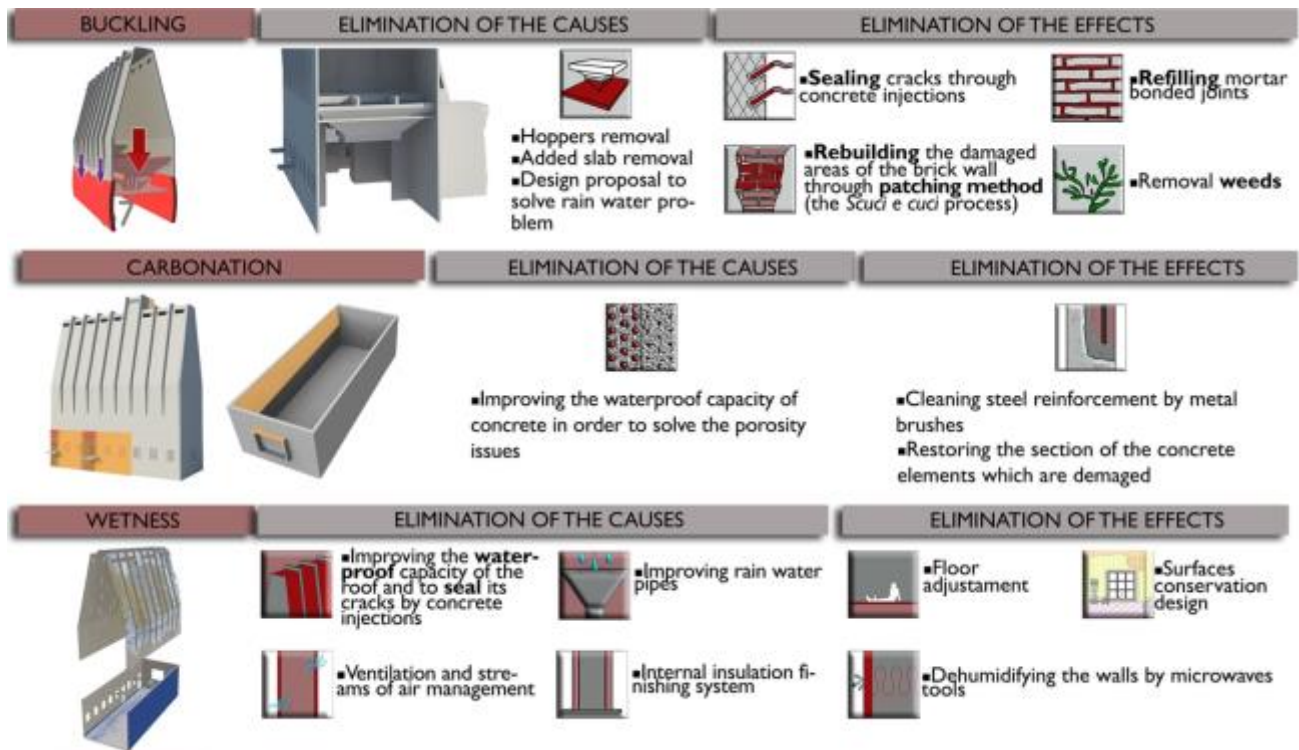 BUCKLING
ELIMINATION OF THE CAUSES
ELIMINATION OF THE EFFECTS
▪Hoppers removal
▪Added slab removal
▪Design proposal to
solve rain water pro-
blem
▪Sealing cracks through
concrete injections
▪Refilling mortar
bonded joints
▪Rebuilding the damaged
areas of the brick wall
through patching method
(the Scuci e cuci process)
▪Removal weeds
CARBONATION
ELIMINATION OF THE CAUSES
ELIMINATION OF THE EFFECTS
▪Improving the waterproof capacity of
concrete in order to solve the porosity
issues
▪Cleaning steel reinforcement by metal
brushes
▪Restoring the section of the concrete
elements which are demaged
WETNESS
ELIMINATION OF THE CAUSES
ELIMINATION OF THE EFFECTS
▪Improving the water-
proof capacity of the
roof and to seal its
cracks by concrete
injections
▪Improving rain water
pipes
▪Floor
adjustament
▪Surfaces
conservation
design
▪Ventilation and stre-
ams of air management
▪Internal insulation fi-
nishing system
▪Dehumidifying the walls by microwaves
tools